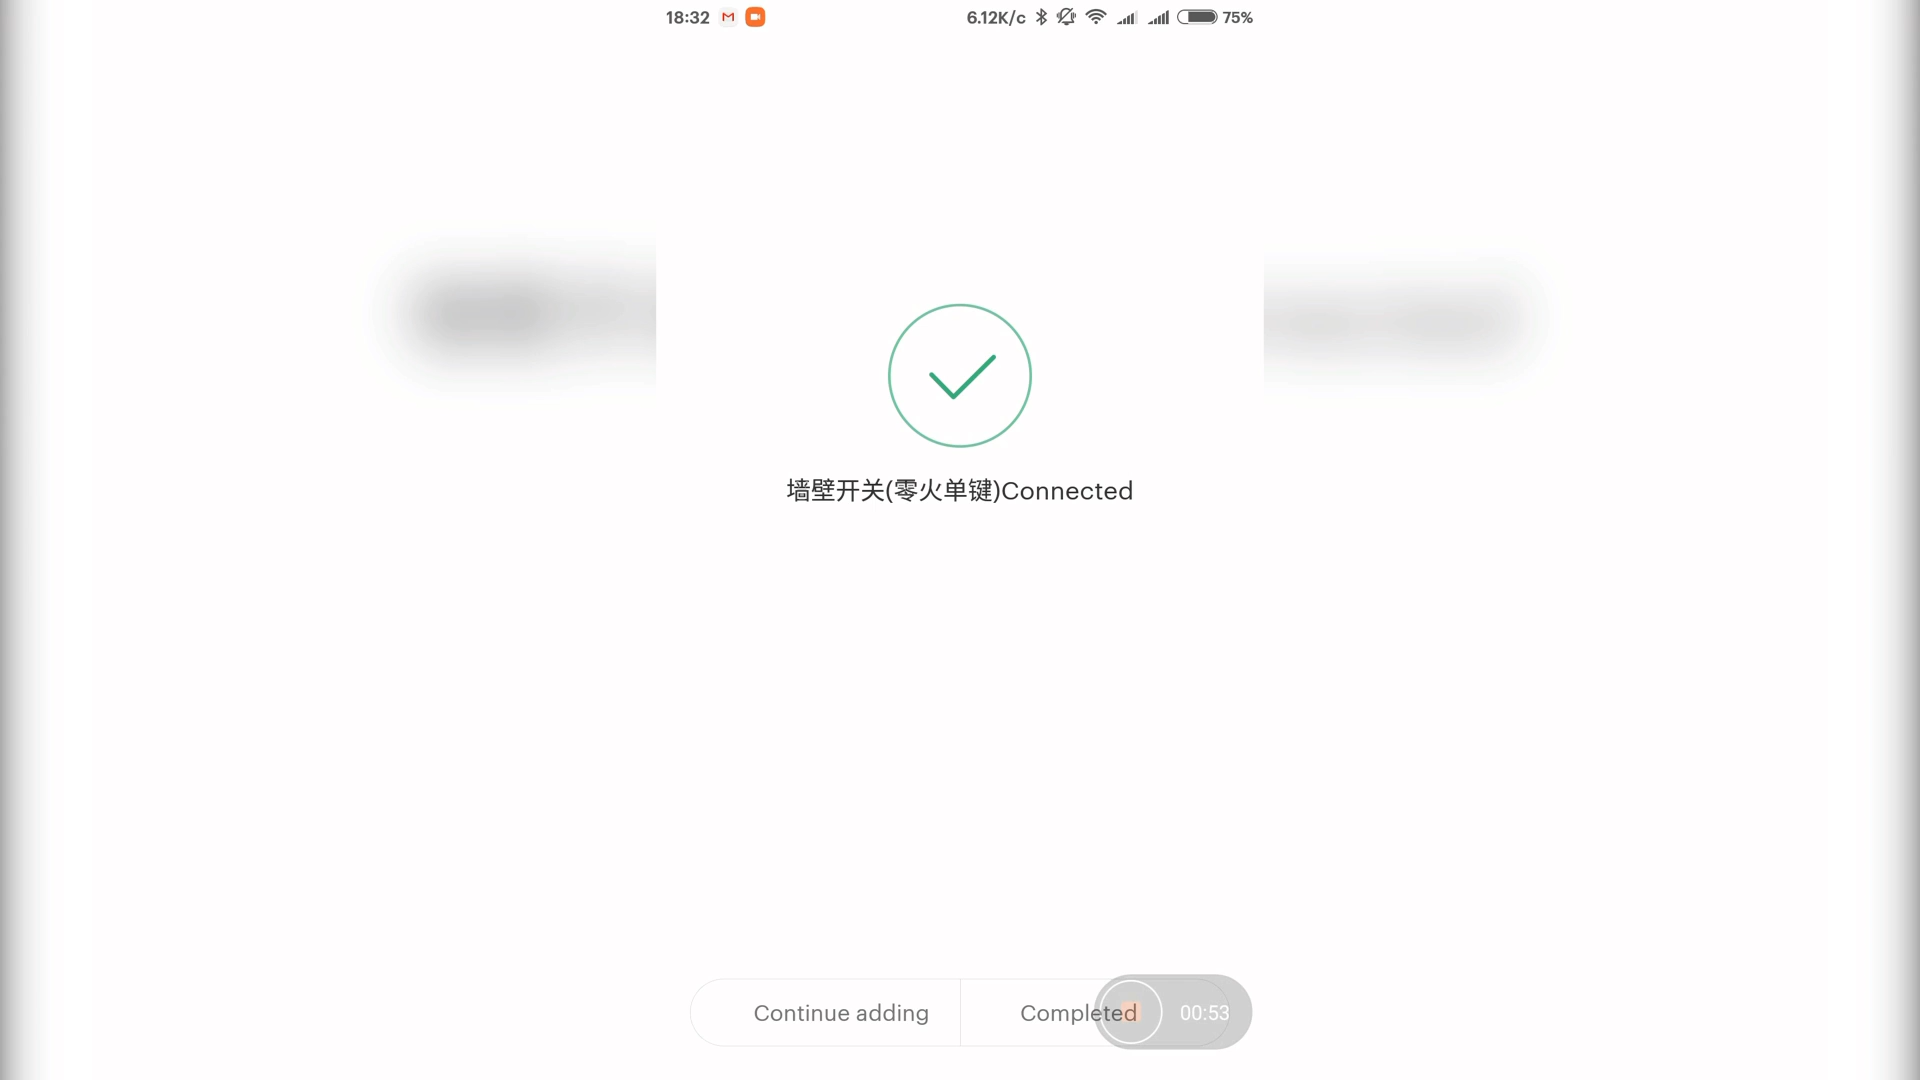 18:32 6.12K/c 75%
墙壁开关(零火单键)Connected
Continue adding Completed 00:53